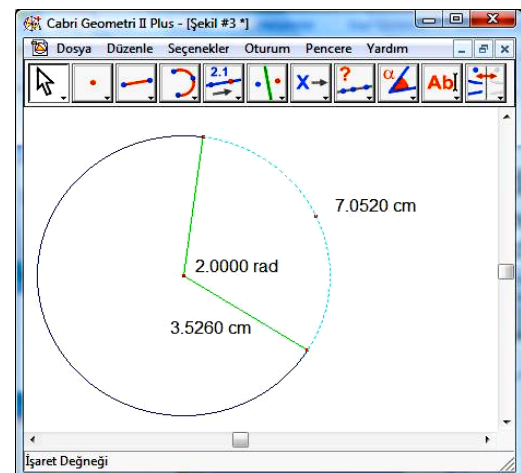 Cabri Geometri II Plus - [Şekil #3 *]
Dosya Düzenle Seçenekler Oturum Pencere Yardım
2.1 X ? α Ab
7.0520 cm
2.0000 rad
3.5260 cm
İşaret Değneği